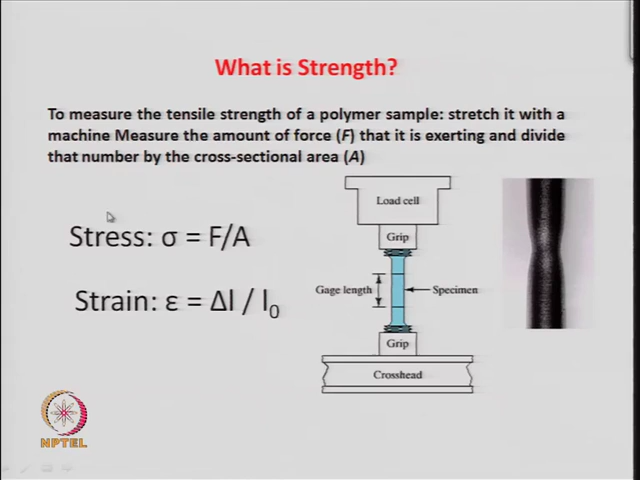 What is Strength?
To measure the tensile strength of a polymer sample: stretch it with a
machine Measure the amount of force (F) that it is exerting and divide
that number by the cross-sectional area (A)
Stress: σ = F/A
Strain: ε = Δl / l₀
Load cell
Grip
Gage length
Specimen
Grip
Crosshead
NPTEL